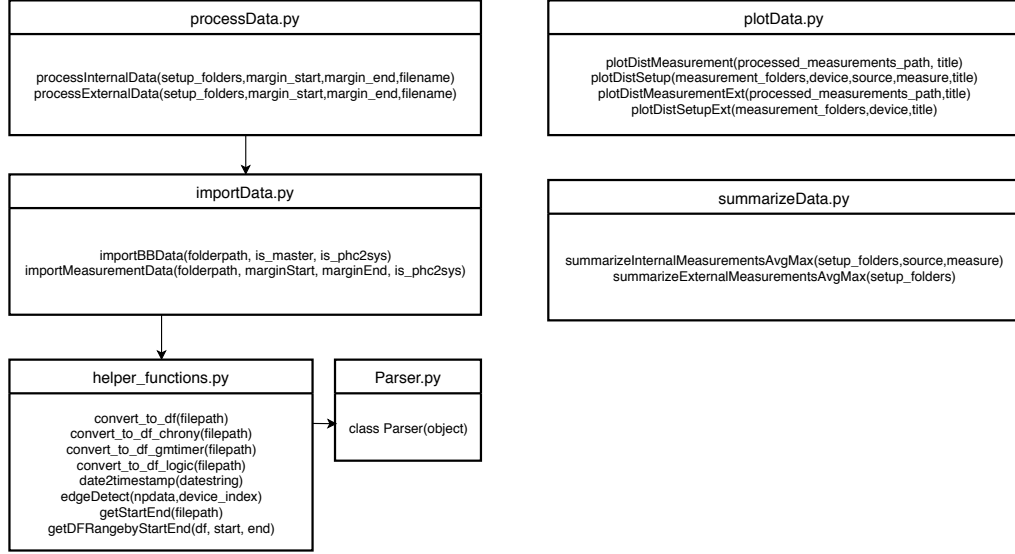 processData.py
processInternalData(setup_folders,margin_start,margin_end,filename)
processExternalData(setup_folders,margin_start,margin_end,filename)
importData.py
importBBData(folderpath, is_master, is_phc2sys)
importMeasurementData(folderpath, marginStart, marginEnd, is_phc2sys)
helper_functions.py
convert_to_df(filepath)
convert_to_df_chrony(filepath)
convert_to_df_gmtimer(filepath)
convert_to_df_logic(filepath)
date2timestamp(datestring)
edgeDetect(npdata,device_index)
getStartEnd(filepath)
getDFRangebyStartEnd(df, start, end)
Parser.py
class Parser(object)
plotData.py
plotDistMeasurement(processed_measurements_path, title)
plotDistSetup(measurement_folders,device,source,measure,title)
plotDistMeasurementExt(processed_measurements_path,title)
plotDistSetupExt(measurement_folders,device,title)
summarizeData.py
summarizeInternalMeasurementsAvgMax(setup_folders,source,measure)
summarizeExternalMeasurementsAvgMax(setup_folders)